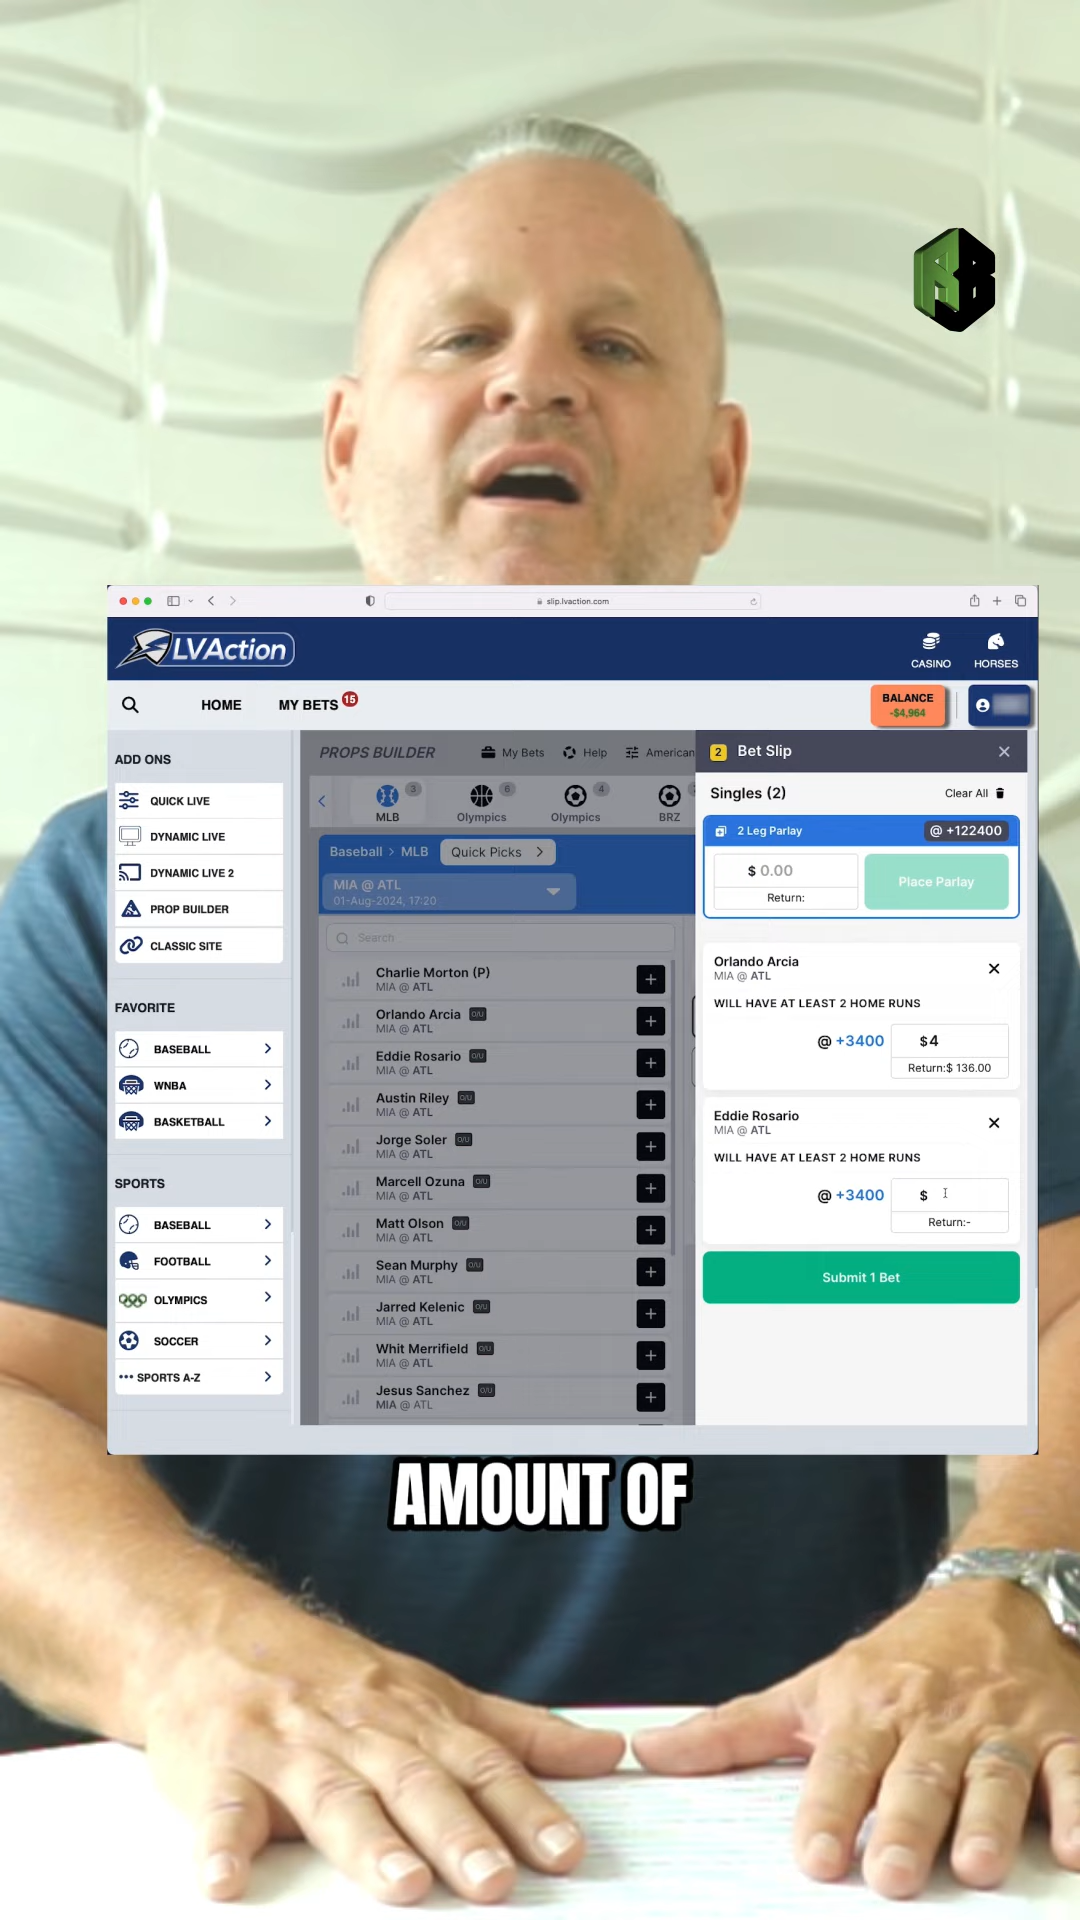 AB
slip.lvaction.com
LVAction
CASINO
HORSES
HOME
MY BETS
15
BALANCE
-$4,964
ADD ONS
QUICK LIVE
DYNAMIC LIVE
DYNAMIC LIVE 2
PROP BUILDER
CLASSIC SITE
FAVORITE
BASEBALL
WNBA
BASKETBALL
SPORTS
BASEBALL
FOOTBALL
OLYMPICS
SOCCER
SPORTS A-Z
PROPS BUILDER
My Bets
Help
American
MLB
3
Olympics
6
Olympics
4
BRZ
Baseball > MLB
Quick Picks
MIA @ ATL
01-Aug-2024, 17:20
Search
Charlie Morton (P)
MIA @ ATL
Orlando Arcia O/U
MIA @ ATL
Eddie Rosario O/U
MIA @ ATL
Austin Riley O/U
MIA @ ATL
Jorge Soler O/U
MIA @ ATL
Marcell Ozuna O/U
MIA @ ATL
Matt Olson O/U
MIA @ ATL
Sean Murphy O/U
MIA @ ATL
Jarred Kelenic O/U
MIA @ ATL
Whit Merrifield O/U
MIA @ ATL
Jesus Sanchez O/U
MIA @ ATL
2 Bet Slip
Singles (2)
Clear All
2 Leg Parlay
@ +122400
$ 0.00
Return:
Place Parlay
Orlando Arcia
MIA @ ATL
WILL HAVE AT LEAST 2 HOME RUNS
@ +3400
$4
Return:$ 136.00
Eddie Rosario
MIA @ ATL
WILL HAVE AT LEAST 2 HOME RUNS
@ +3400
$
Return:-
Submit 1 Bet
AMOUNT OF